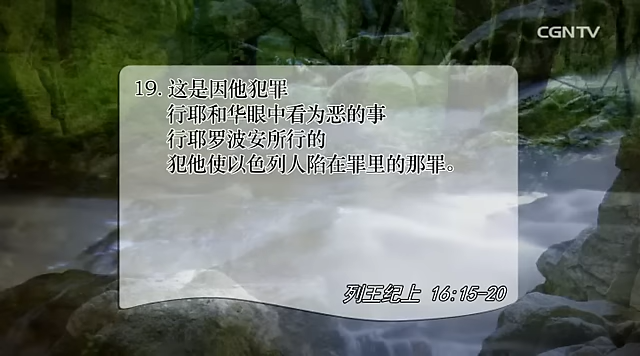 CGNTV
19. 这是因他犯罪
行耶和华眼中看为恶的事
行耶罗波安所行的
犯他使以色列人陷在罪里的那罪。
列王纪上 16:15-20